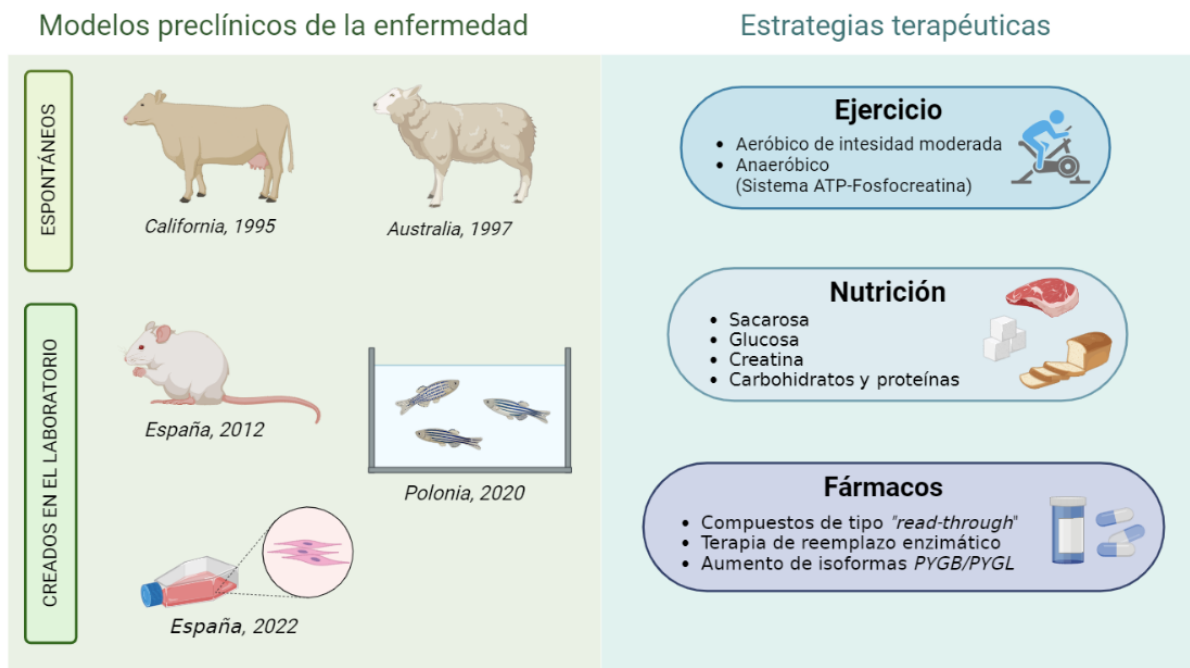 Modelos preclínicos de la enfermedad
ESPONTÁNEOS
California, 1995
Australia, 1997
CREADOS EN EL LABORATORIO
España, 2012
Polonia, 2020
España, 2022
Estrategias terapéuticas
Ejercicio
• Aeróbico de intesidad moderada
• Anaeróbico
(Sistema ATP-Fosfocreatina)
Nutrición
• Sacarosa
• Glucosa
• Creatina
• Carbohidratos y proteínas
Fármacos
• Compuestos de tipo "read-through"
• Terapia de reemplazo enzimático
• Aumento de isoformas PYGB/PYGL